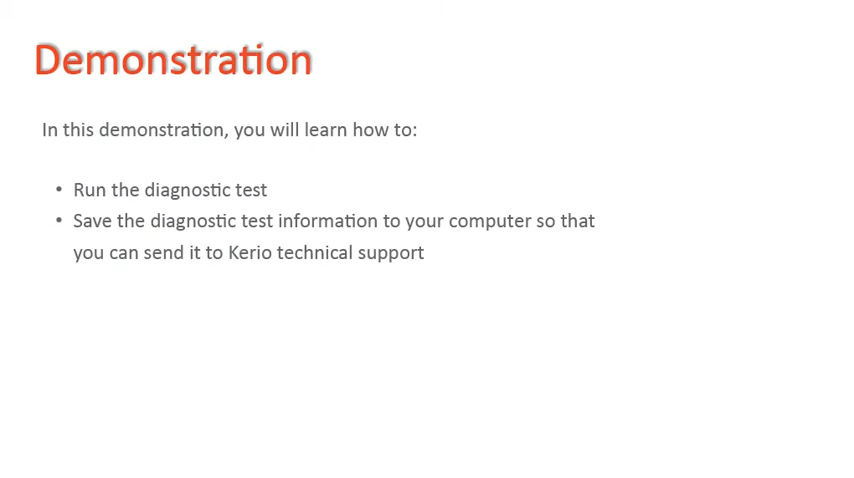 Demonstration
In this demonstration, you will learn how to:
• Run the diagnostic test
• Save the diagnostic test information to your computer so that
you can send it to Kerio technical support